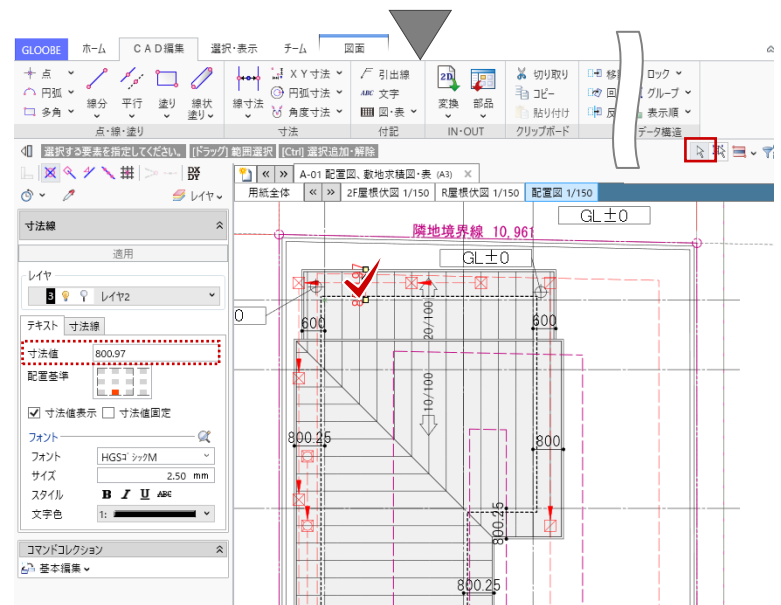 GLOOBE ホーム CAD編集 選択・表示 チーム 図面
点 線分 平行 塗り 線状塗り 線寸法 XY寸法 引出線 変換 部品 切り取り ロック
円弧 円弧寸法 ABC 文字 コピー グループ
多角 角度寸法 図・表 貼り付け 表示順
点・線・塗り 寸法 付記 IN・OUT クリップボード データ構造
選択する要素を指定してください。 [ドラッグ]範囲選択 [Ctrl] 選択追加・解除
A-01 配置図、敷地求積図・表 (A3)
レイヤ 用紙全体 2F屋根伏図 1/150 R屋根伏図 1/150 配置図 1/150
寸法線
適用
レイヤ
3 レイヤ2
テキスト 寸法線
寸法値 800.97
配置基準
寸法値表示 寸法値固定
フォント
フォント HGSｺﾞｼｯｸM
サイズ 2.50 mm
スタイル B I U ABC
文字色 1:
コマンドコレクション
基本編集
GL±0
隣地境界線 10,961
GL±0
0
600
20/100
600
10/100
800.25
800
800.25
800.25